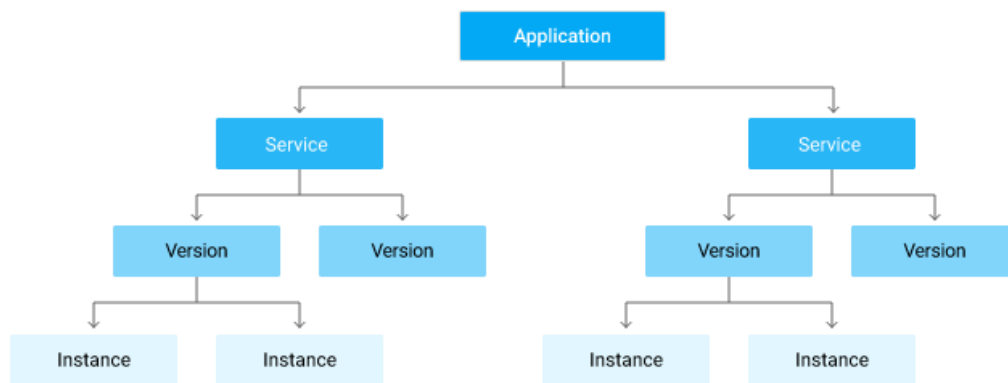 Application
Service
Service
Version
Version
Version
Version
Instance
Instance
Instance
Instance